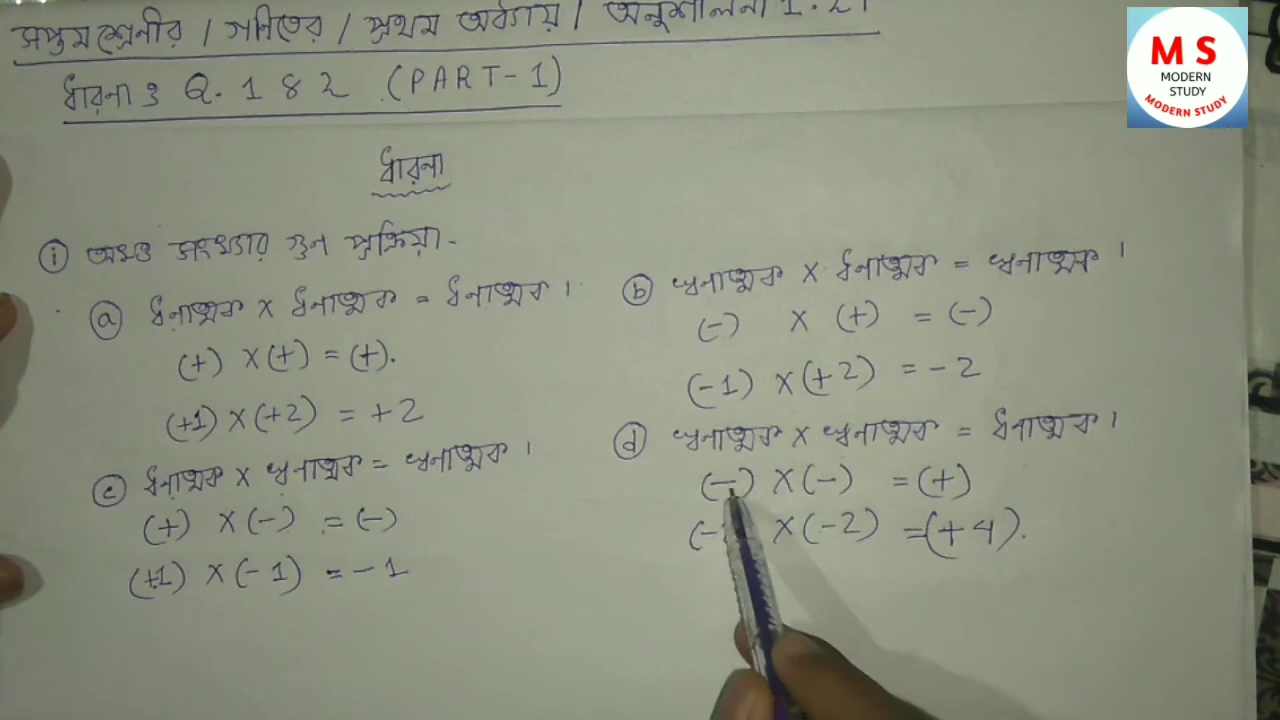 সপ্তম শ্রেনীর / গনিতের / প্রথম অধ্যায় / অনুশীলনী 1.2।
ধারনা ও Q. 1 & 2 (PART-1)
MS
MODERN
STUDY
MODERN STUDY
ধারনা
(i) অখণ্ড সংখ্যার গুন প্রক্রিয়া-
(a) ধনাত্মক × ধনাত্মক = ধনাত্মক।
(+) × (+) = (+).
(+1) × (+2) = +2
(b) ঋনাত্মক × ধনাত্মক = ঋনাত্মক।
(-) × (+) = (-)
(-1) × (+2) = -2
(c) ধনাত্মক × ঋনাত্মক = ঋনাত্মক।
(+) × (-) = (-)
(+1) × (-1) = -1
(d) ঋনাত্মক × ঋনাত্মক = ধনাত্মক।
(-) × (-) = (+)
(- × (-2) = (+4).